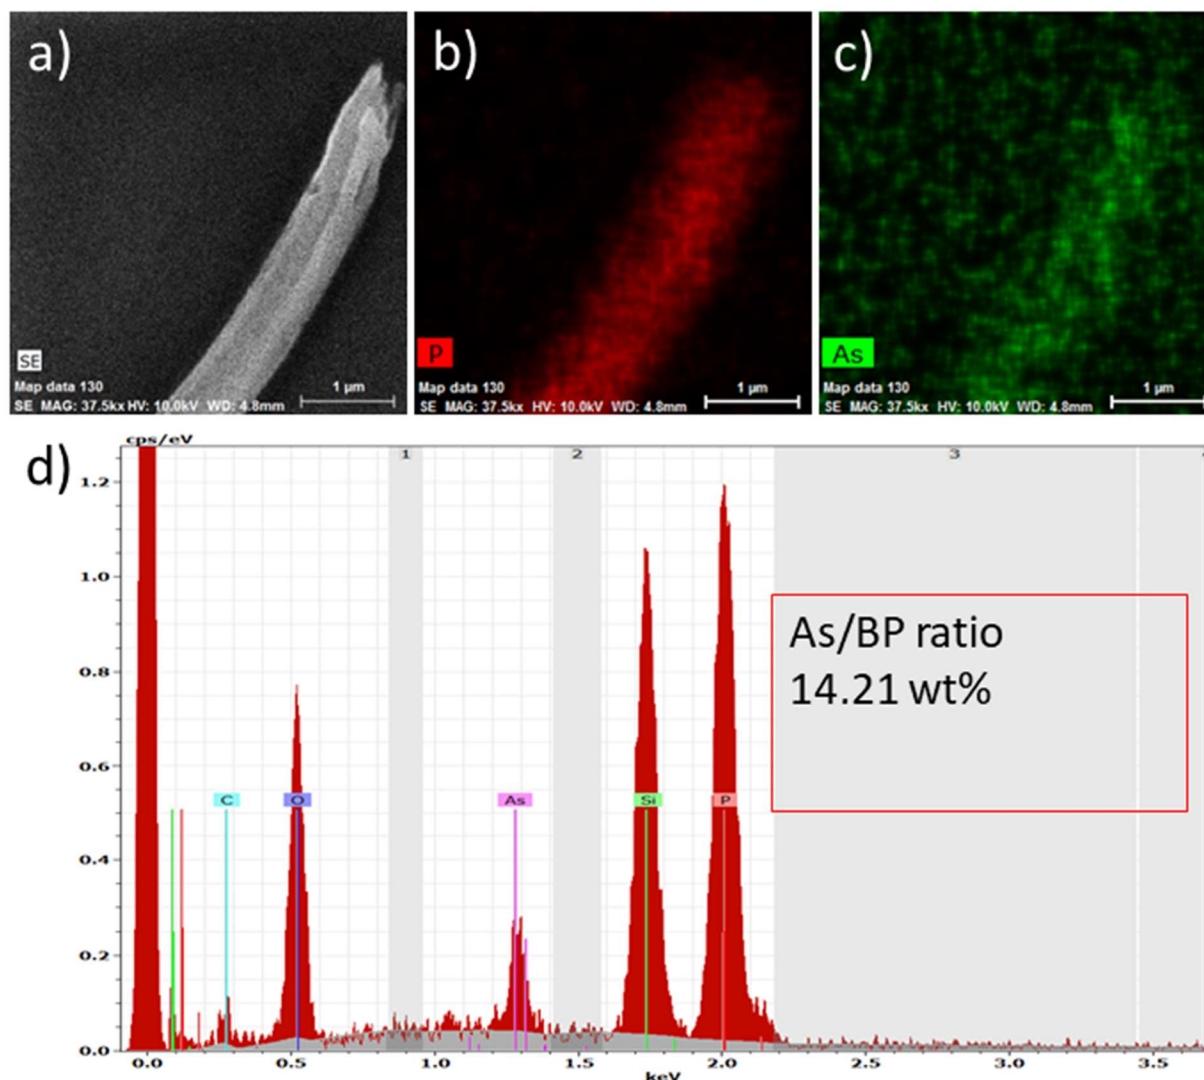 a)
b)
c)
SE
Map data 130
1 µm
SE MAG: 37.5kx HV: 10.0kV WD: 4.8mm
P
Map data 130
1 µm
SE MAG: 37.5kx HV: 10.0kV WD: 4.8mm
As
Map data 130
1 µm
SE MAG: 37.5kx HV: 10.0kV WD: 4.8mm
d)
cps/eV
1 2 3
1.2
1.0
0.8
0.6
0.4
0.2
0.0
As/BP ratio
14.21 wt%
C O As Si P
0.0 0.5 1.0 1.5 2.0 2.5 3.0 3.5
keV